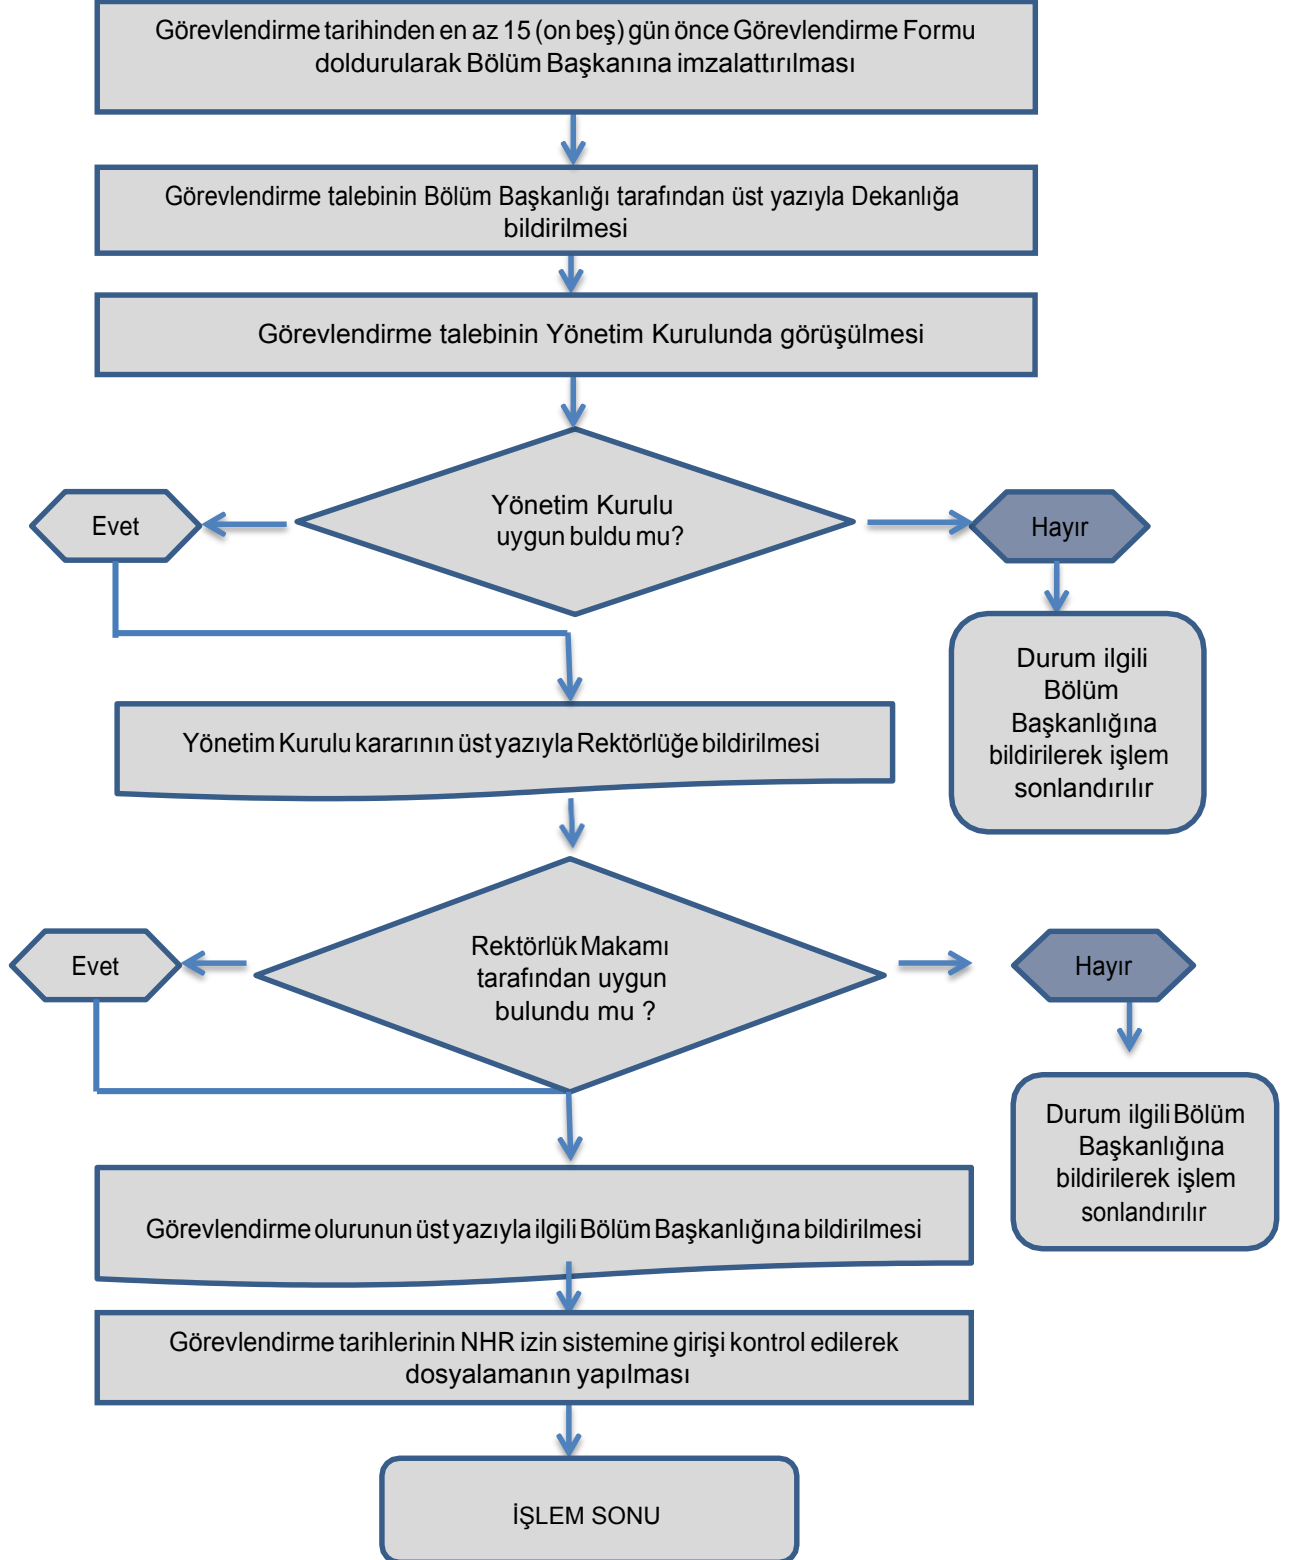 Görevlendirme tarihinden en az 15 (on beş) gün önce Görevlendirme Formu
doldurularak Bölüm Başkanına imzalattırılması
Görevlendirme talebinin Bölüm Başkanlığı tarafından üst yazıyla Dekanlığa
bildirilmesi
Görevlendirme talebinin Yönetim Kurulunda görüşülmesi
Yönetim Kurulu
uygun buldu mu?
Evet
Hayır
Durum ilgili
Bölüm
Başkanlığına
bildirilerek işlem
sonlandırılır
Yönetim Kurulu kararının üst yazıyla Rektörlüğe bildirilmesi
Rektörlük Makamı
tarafından uygun
bulundu mu ?
Evet
Hayır
Durum ilgili Bölüm
Başkanlığına
bildirilerek işlem
sonlandırılır
Görevlendirme olurunun üst yazıyla ilgili Bölüm Başkanlığına bildirilmesi
Görevlendirme tarihlerinin NHR izin sistemine girişi kontrol edilerek
dosyalamanın yapılması
İŞLEM SONU